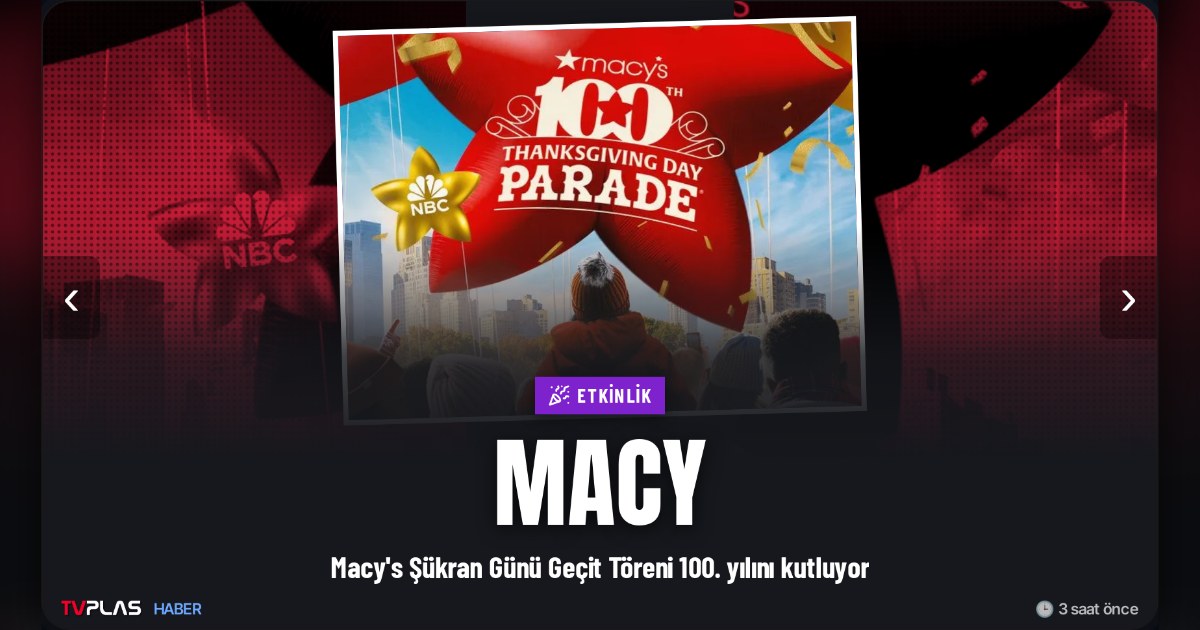 macy's
100TH
THANKSGIVING DAY
PARADE
NBC
NBC
ETKİNLİK
MACY
Macy's Şükran Günü Geçit Töreni 100. yılını kutluyor
TVPLAS HABER
3 saat önce